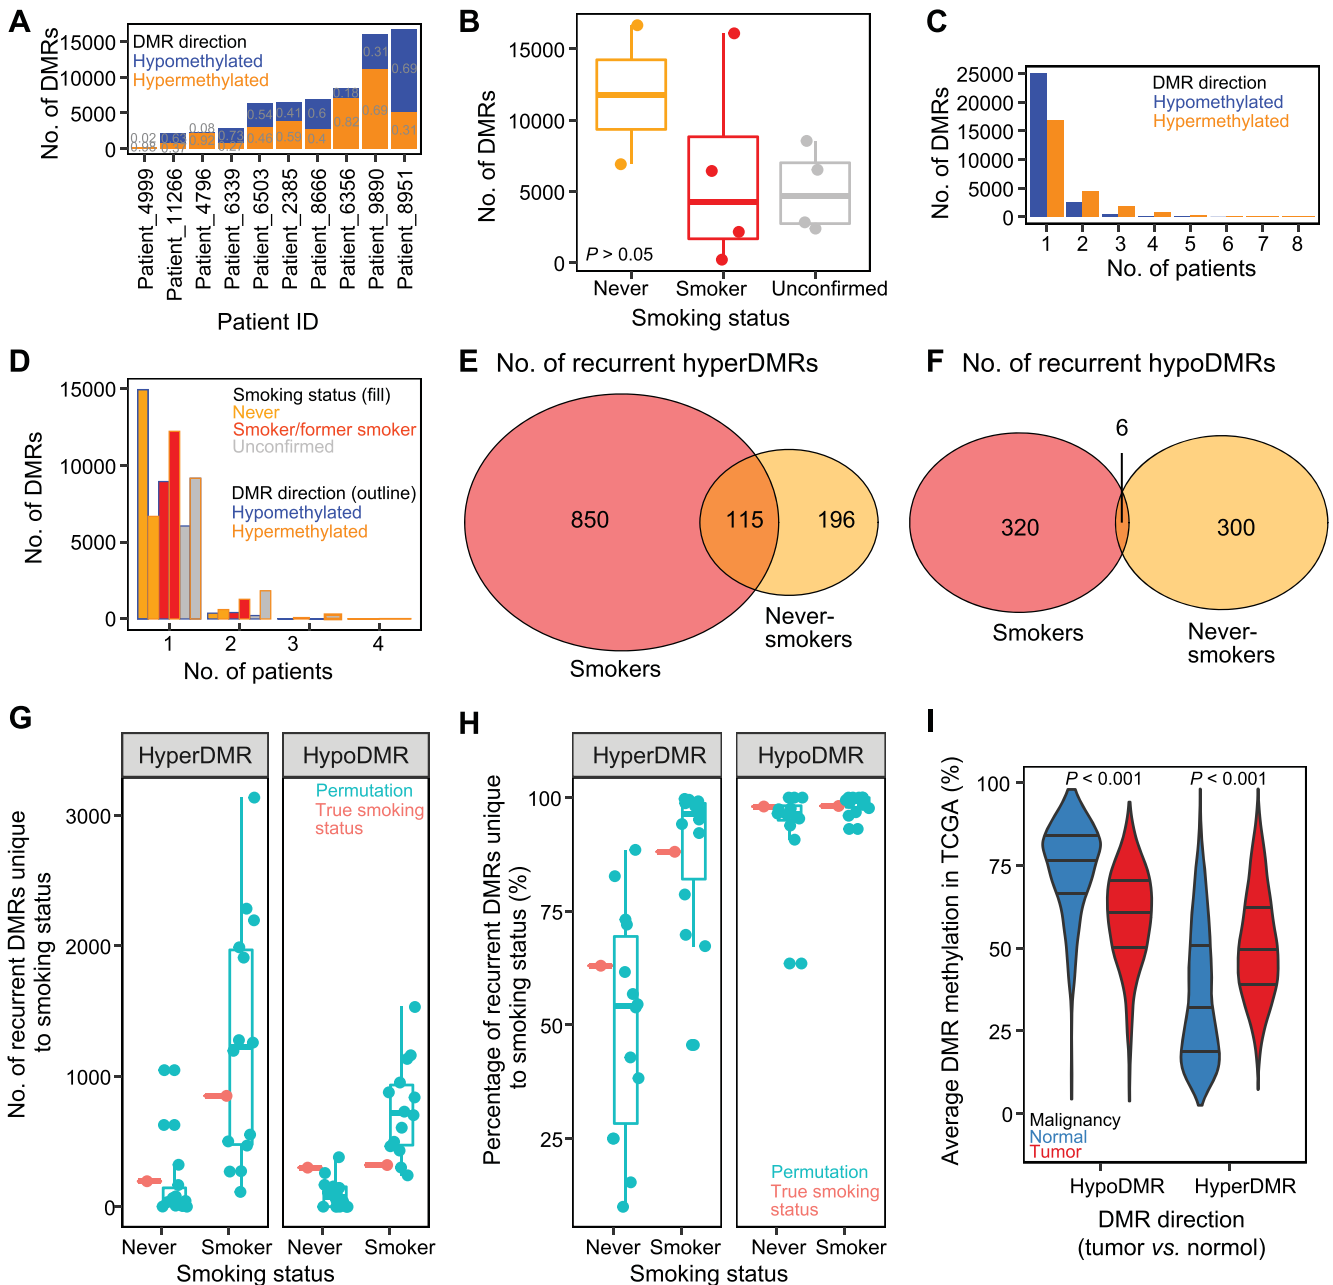 A
No. of DMRs
15000
10000
5000
0
DMR direction
Hypomethylated
Hypermethylated
0.02
0.98
0.63
0.37
0.08
0.92
0.73
0.27
0.54
0.46
0.41
0.59
0.6
0.4
0.18
0.82
0.31
0.69
0.69
0.31
Patient_4999
Patient_11266
Patient_4796
Patient_6339
Patient_6503
Patient_2385
Patient_8666
Patient_6356
Patient_9890
Patient_8951
Patient ID
B
No. of DMRs
15000
10000
5000
0
P > 0.05
Never
Smoker
Unconfirmed
Smoking status
C
No. of DMRs
25000
20000
15000
10000
5000
0
DMR direction
Hypomethylated
Hypermethylated
1 2 3 4 5 6 7 8
No. of patients
D
No. of DMRs
15000
10000
5000
0
Smoking status (fill)
Never
Smoker/former smoker
Unconfirmed
DMR direction (outline)
Hypomethylated
Hypermethylated
1 2 3 4
No. of patients
E No. of recurrent hyperDMRs
850
115
196
Never-
smokers
Smokers
F No. of recurrent hypoDMRs
6
320
300
Smokers
Never-
smokers
G
No. of recurrent DMRs unique
to smoking status
HyperDMR
HypoDMR
3000
2000
1000
0
Permutation
True smoking
status
Never Smoker
Never Smoker
Smoking status
H
Percentage of recurrent DMRs unique
to smoking status (%)
HyperDMR
HypoDMR
100
75
50
25
Permutation
True smoking
status
Never Smoker
Never Smoker
Smoking status
I
Average DMR methylation in TCGA (%)
100
75
50
25
0
P < 0.001
P < 0.001
Malignancy
Normal
Tumor
HypoDMR HyperDMR
DMR direction
(tumor vs. normol)